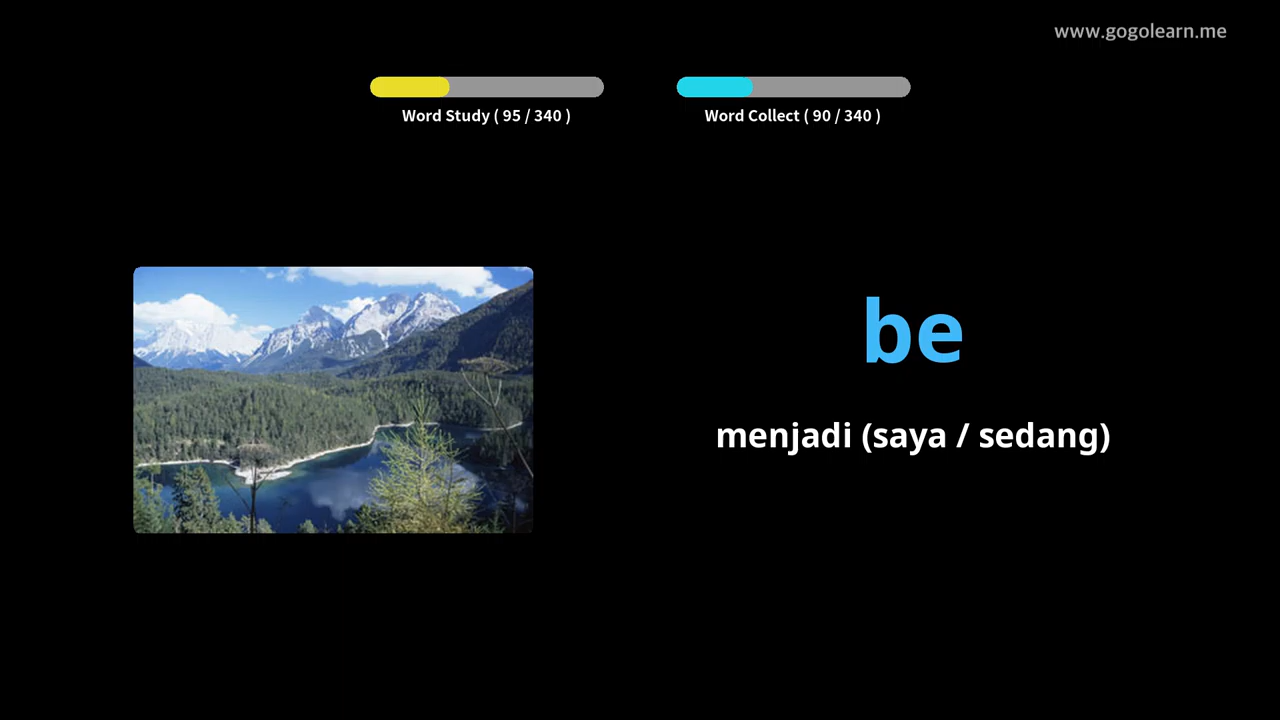 www.gogolearn.me
Word Study ( 95 / 340 )
Word Collect ( 90 / 340 )
be
menjadi (saya / sedang)